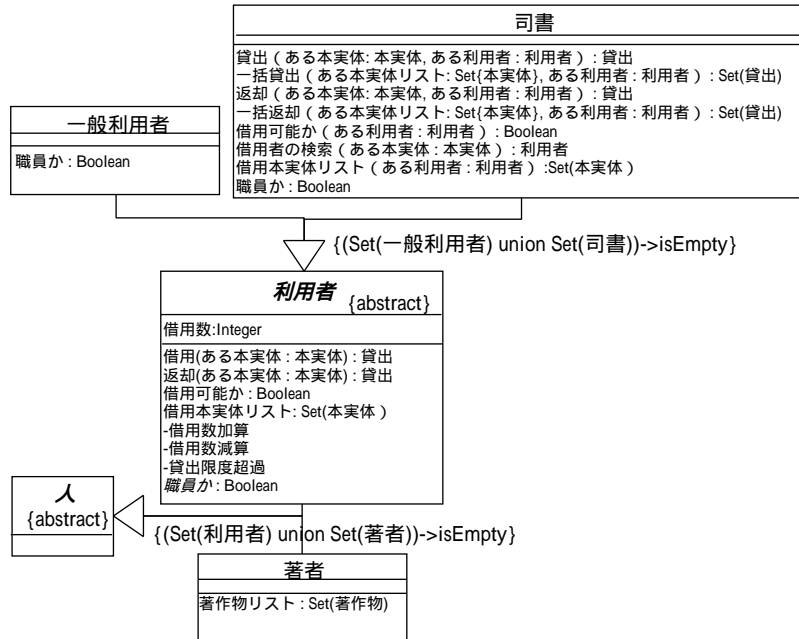 司書
貸出（ある本実体: 本実体, ある利用者 : 利用者） : 貸出
一括貸出（ある本実体リスト: Set{本実体}, ある利用者 : 利用者） : Set(貸出)
返却（ある本実体: 本実体, ある利用者 : 利用者） : 貸出
一括返却（ある本実体リスト: Set{本実体}, ある利用者 : 利用者） : Set(貸出)
借用可能か（ある利用者 : 利用者） : Boolean
借用者の検索（ある本実体 : 本実体） : 利用者
借用本実体リスト（ある利用者 : 利用者） :Set(本実体）
職員か : Boolean
一般利用者
職員か : Boolean
{(Set(一般利用者) union Set(司書))->isEmpty}
利用者
{abstract}
借用数:Integer
借用(ある本実体 : 本実体) : 貸出
返却(ある本実体 : 本実体) : 貸出
借用可能か : Boolean
借用本実体リスト: Set(本実体）
-借用数加算
-借用数減算
-貸出限度超過
職員か : Boolean
人
{abstract}
{(Set(利用者) union Set(著者))->isEmpty}
著者
著作物リスト : Set(著作物)